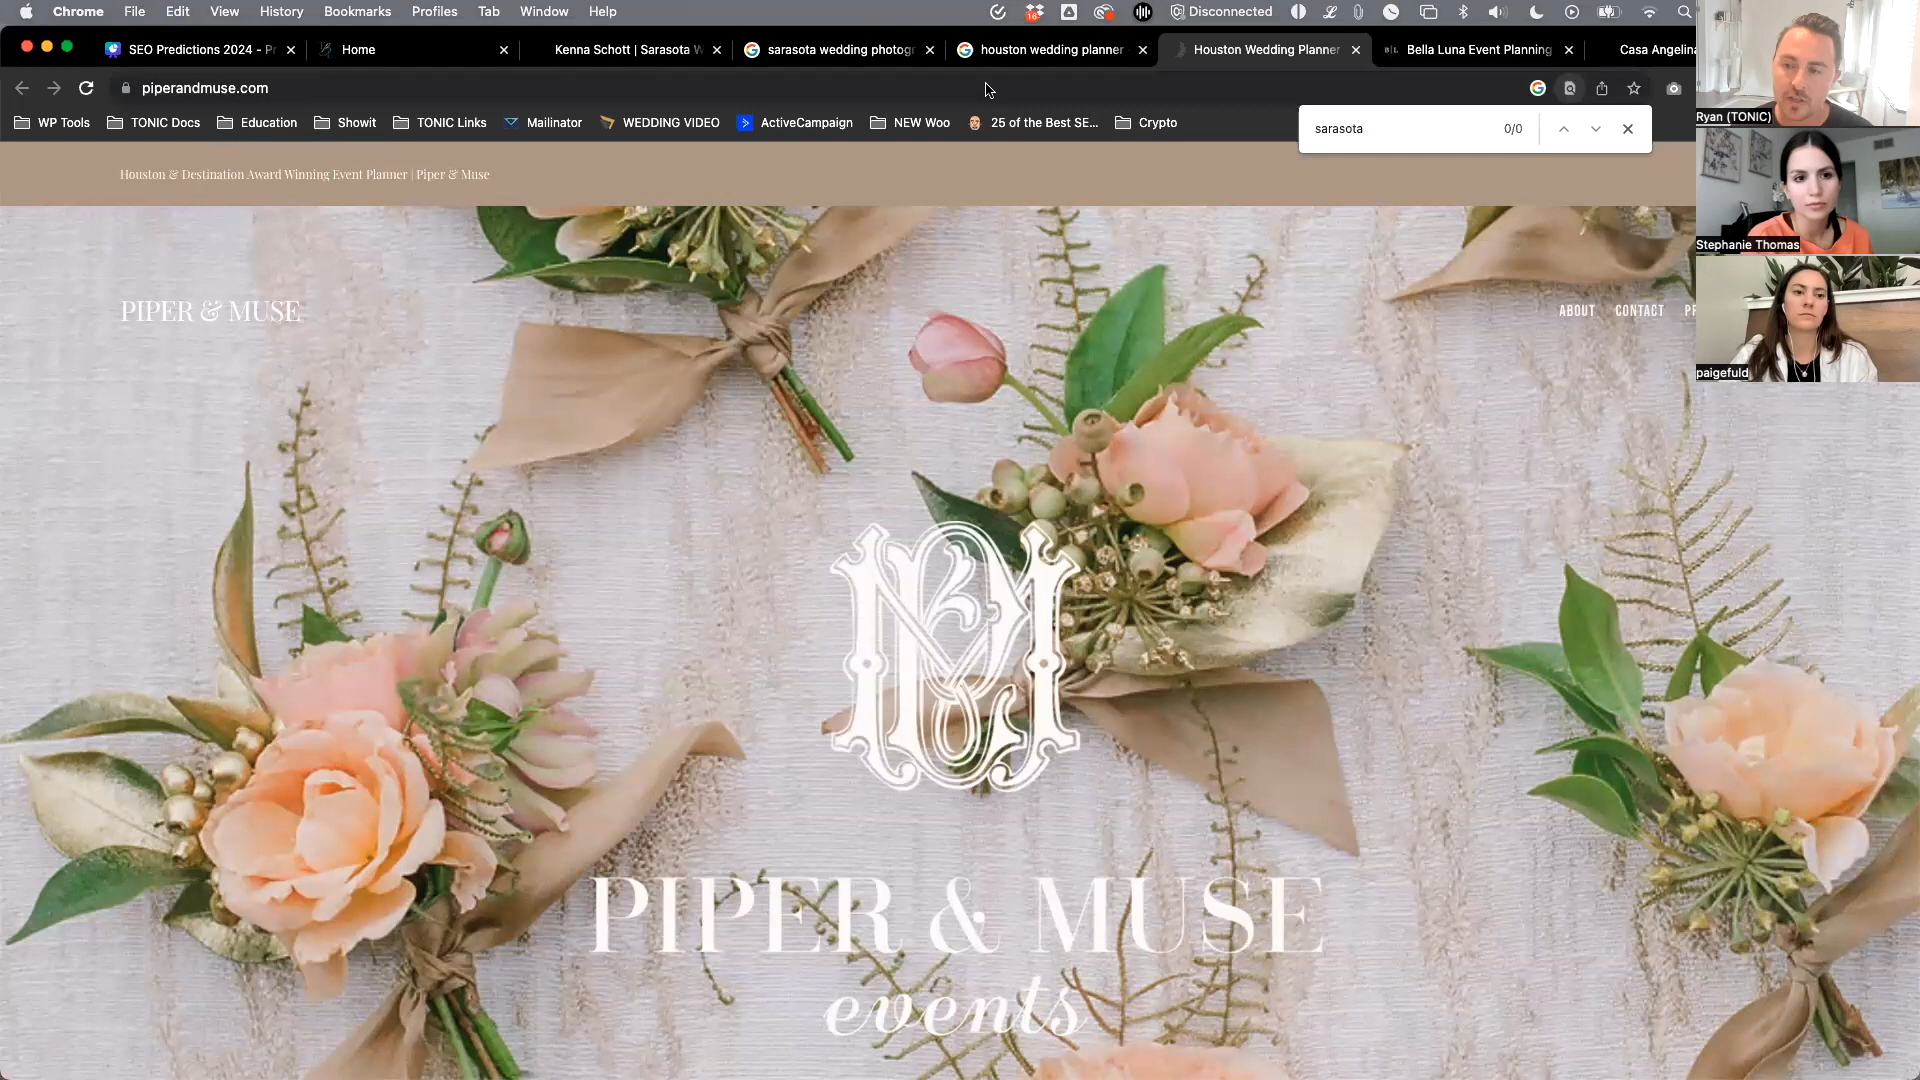 Chrome File Edit View History Bookmarks Profiles Tab Window Help
16 Disconnected
SEO Predictions 2024 - Pr
Home
Kenna Schott | Sarasota W
sarasota wedding photogr
houston wedding planner
Houston Wedding Planner
Bella Luna Event Planning
Casa Angelina
piperandmuse.com
WP Tools TONIC Docs Education Showit TONIC Links Mailinator WEDDING VIDEO ActiveCampaign NEW Woo 25 of the Best SE... Crypto
sarasota 0/0
Ryan (TONIC)
Stephanie Thomas
paigefuld
Houston & Destination Award Winning Event Planner | Piper & Muse
PIPER & MUSE
ABOUT CONTACT
PIPER & MUSE
events